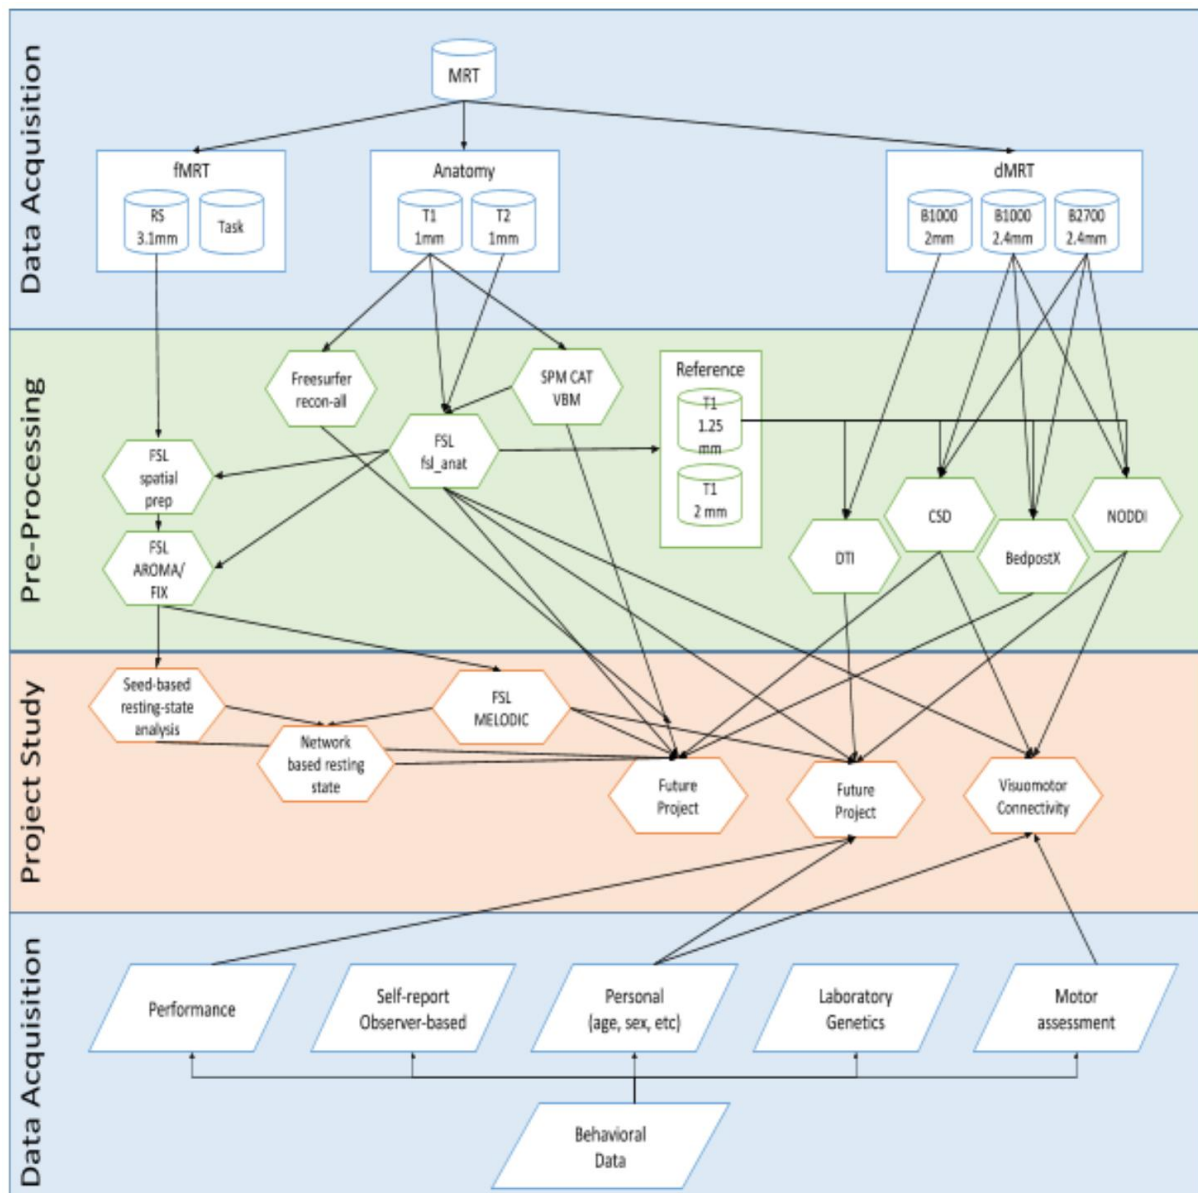 Data Acquisition
MRT
fMRT
RS
3.1mm
Task
Anatomy
T1
1mm
T2
1mm
dMRT
B1000
2mm
B1000
2.4mm
B2700
2.4mm
Pre-Processing
Freesurfer
recon-all
SPM CAT
VBM
FSL
fsl_anat
Reference
T1
1.25
mm
T1
2 mm
FSL
spatial
prep
FSL
AROMA/
FIX
DTI
CSD
BedpostX
NODDI
Project Study
Seed-based
resting-state
analysis
FSL
MELODIC
Network
based resting
state
Future
Project
Future
Project
Visuomotor
Connectivity
Data Acquisition
Performance
Self-report
Observer-based
Personal
(age, sex, etc)
Laboratory
Genetics
Motor
assessment
Behavioral
Data